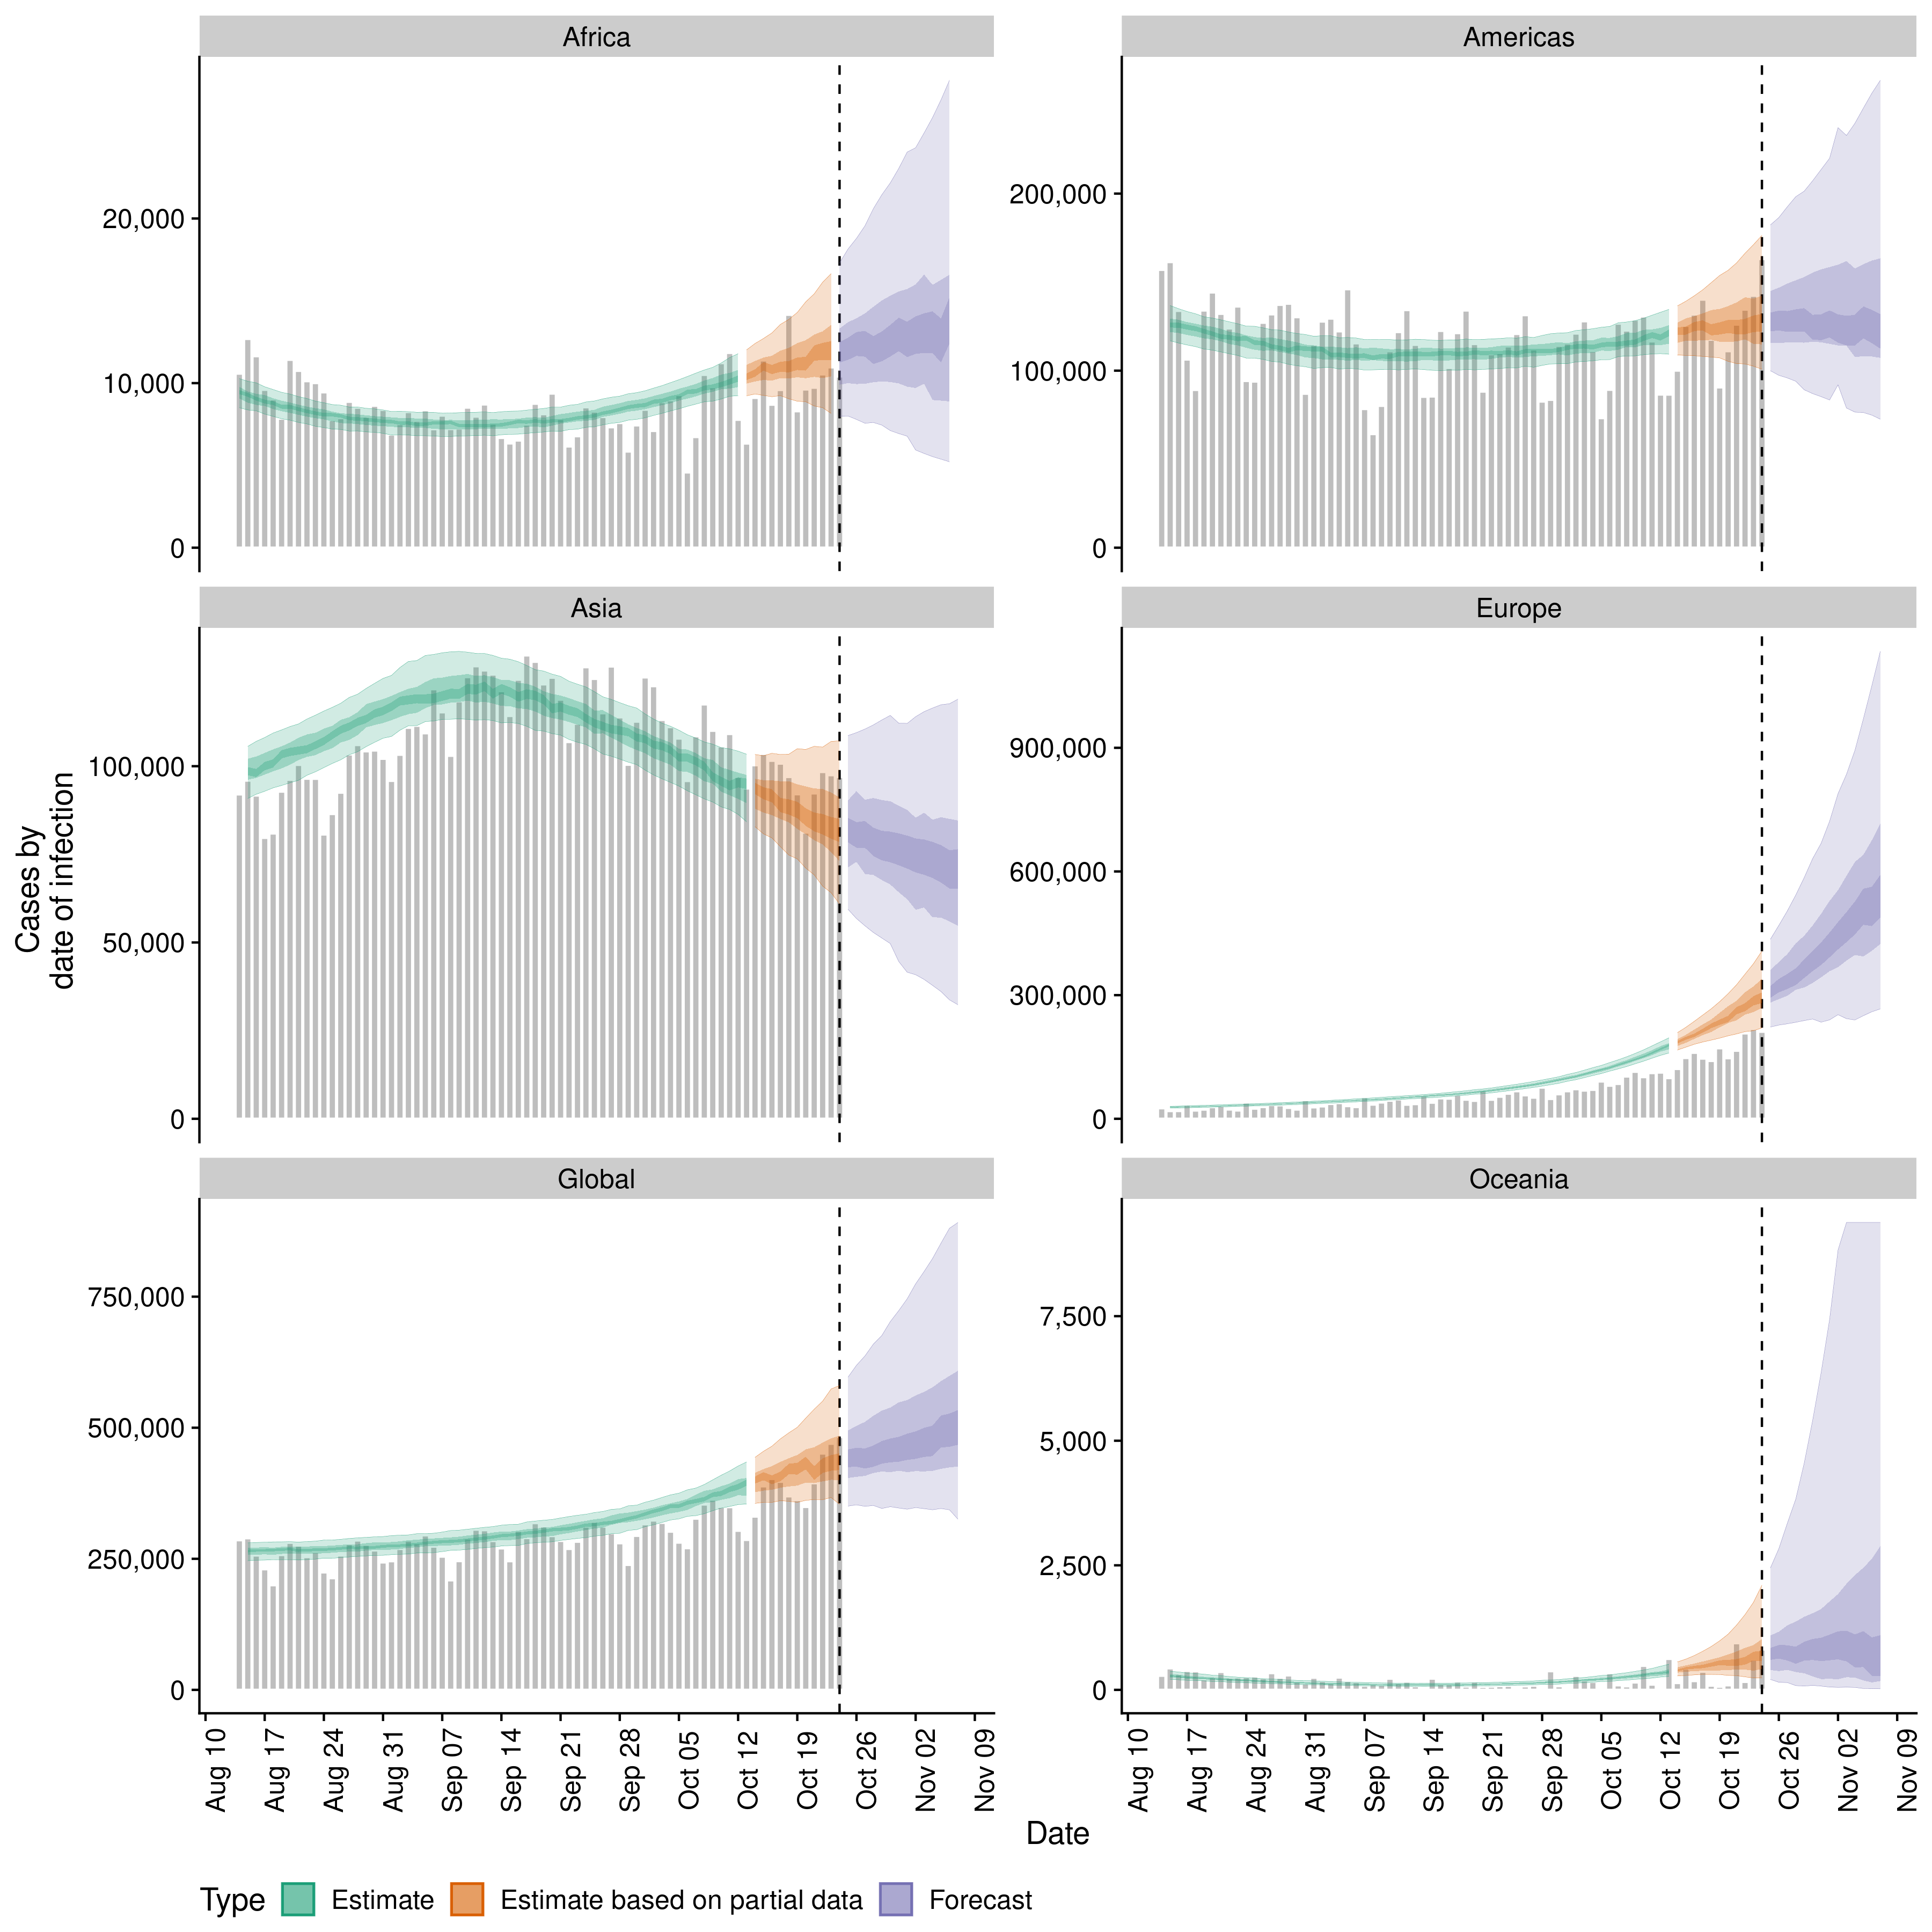 Africa
Americas
20,000
10,000
0
200,000
100,000
0
Asia
Europe
100,000
50,000
0
900,000
600,000
300,000
0
Cases by
date of infection
Global
Oceania
750,000
500,000
250,000
0
7,500
5,000
2,500
0
Aug 10 Aug 17 Aug 24 Aug 31 Sep 07 Sep 14 Sep 21 Sep 28 Oct 05 Oct 12 Oct 19 Oct 26 Nov 02 Nov 09
Aug 10 Aug 17 Aug 24 Aug 31 Sep 07 Sep 14 Sep 21 Sep 28 Oct 05 Oct 12 Oct 19 Oct 26 Nov 02 Nov 09
Date
Type Estimate Estimate based on partial data Forecast